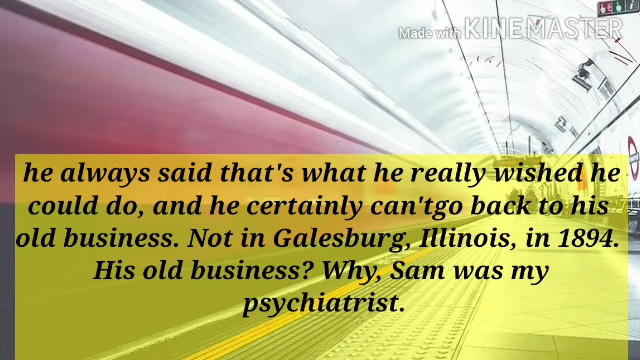 Made with KINEMASTER
he always said that's what he really wished he
could do, and he certainly can'tgo back to his
old business. Not in Galesburg, Illinois, in 1894.
His old business? Why, Sam was my
psychiatrist.